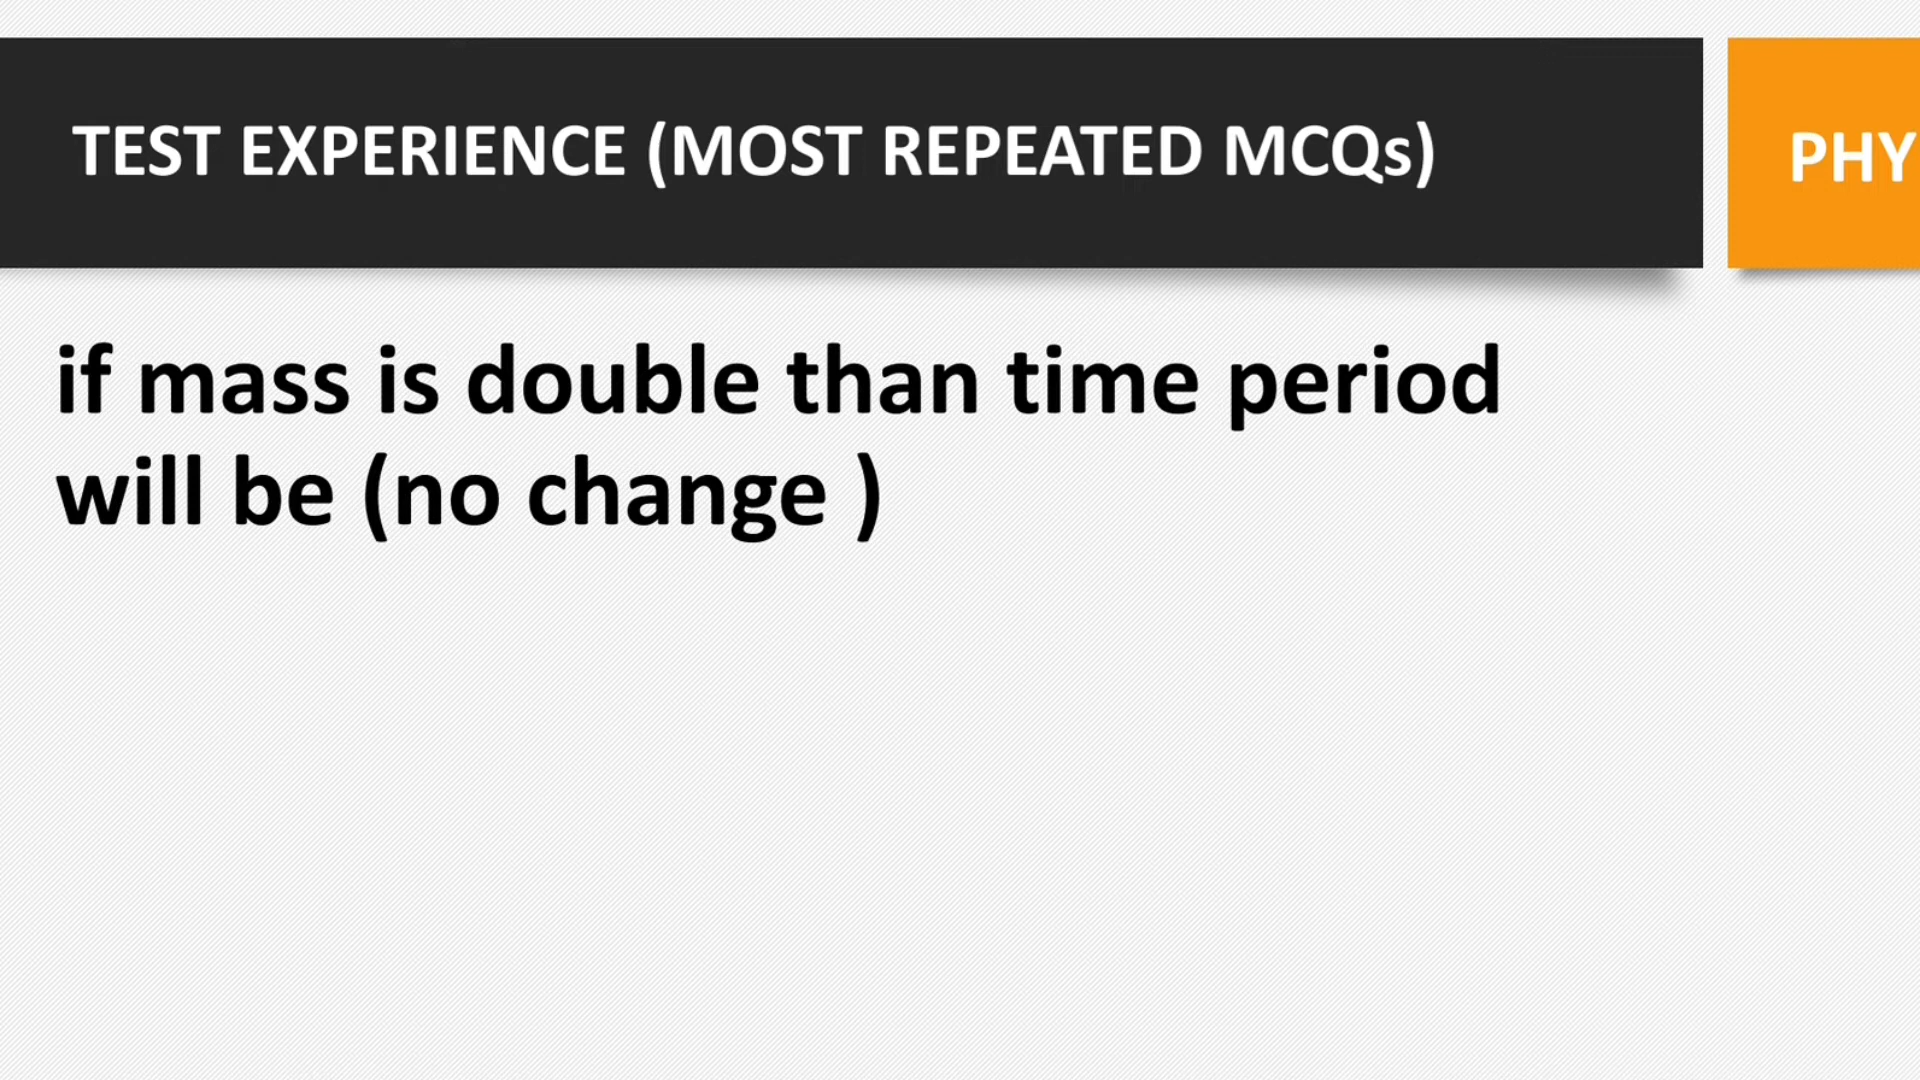 TEST EXPERIENCE (MOST REPEATED MCQs)
PHY
if mass is double than time period
will be (no change )